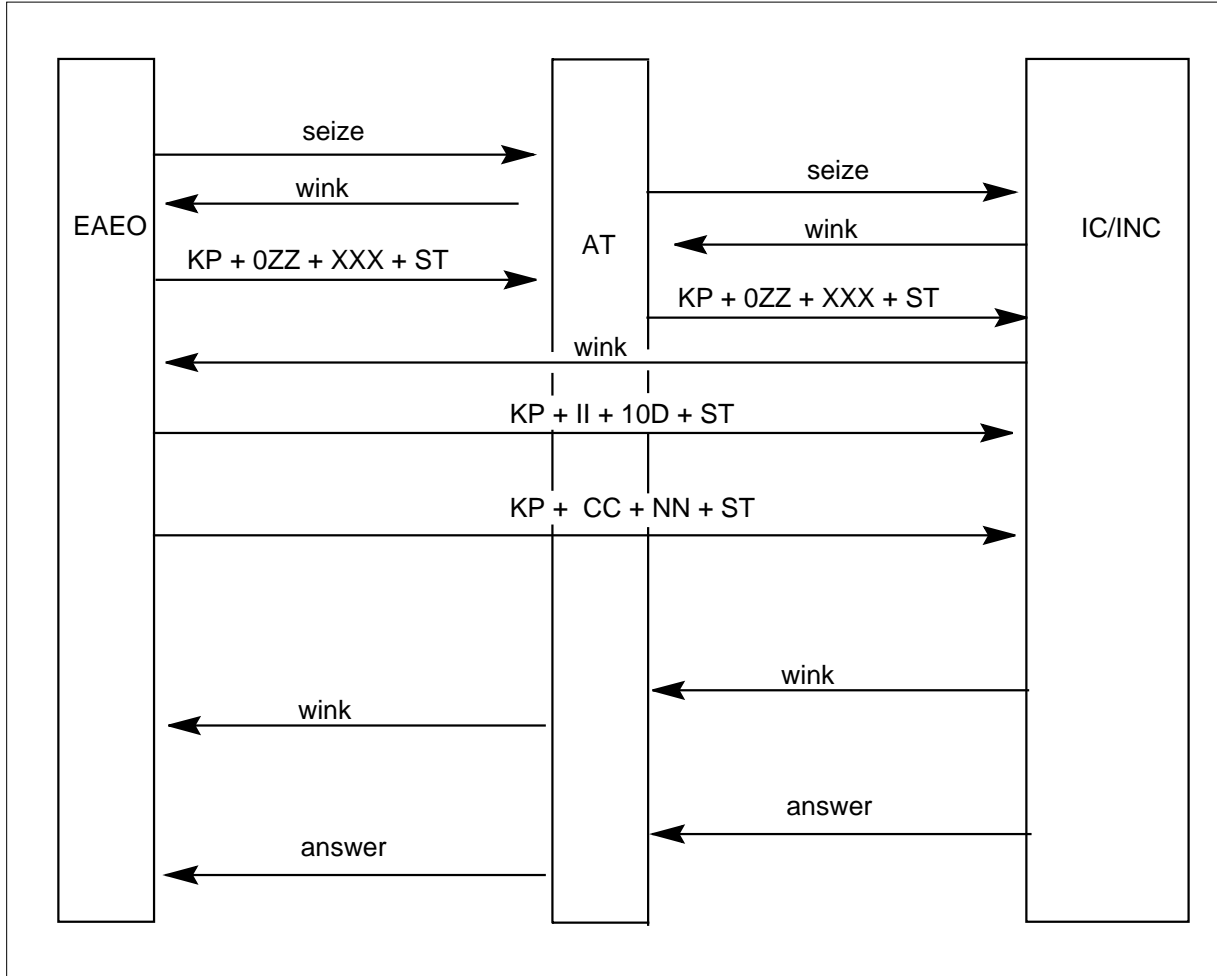 seize
wink
EAEO
KP + 0ZZ + XXX + ST
AT
seize
wink
IC/INC
KP + 0ZZ + XXX + ST
wink
KP + II + 10D + ST
KP + CC + NN + ST
wink
wink
answer
answer